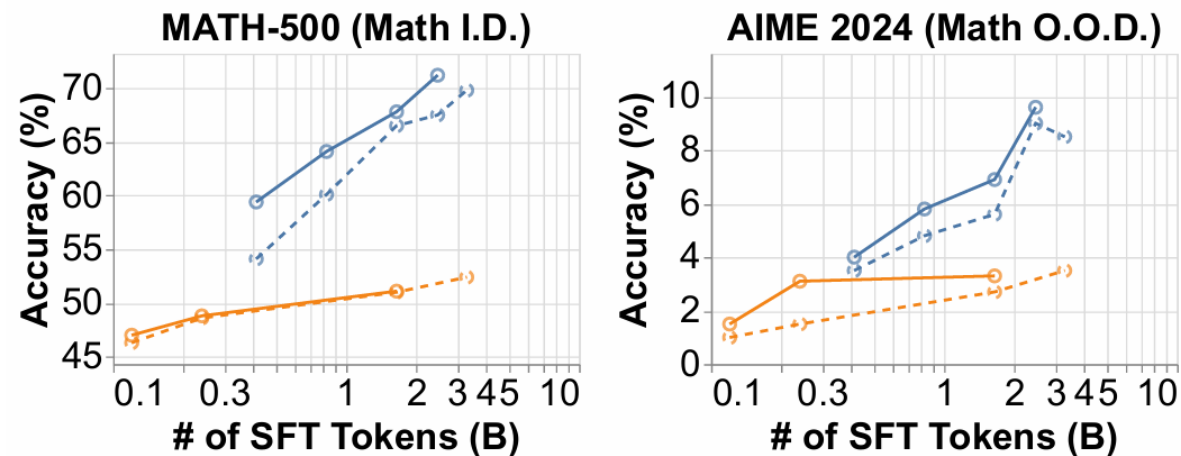 MATH-500 (Math I.D.)
Accuracy (%)
70
65
60
55
50
45
0.1 0.3 1 2 3 4 5 10
# of SFT Tokens (B)
AIME 2024 (Math O.O.D.)
Accuracy (%)
10
8
6
4
2
0
0.1 0.3 1 2 3 4 5 10
# of SFT Tokens (B)